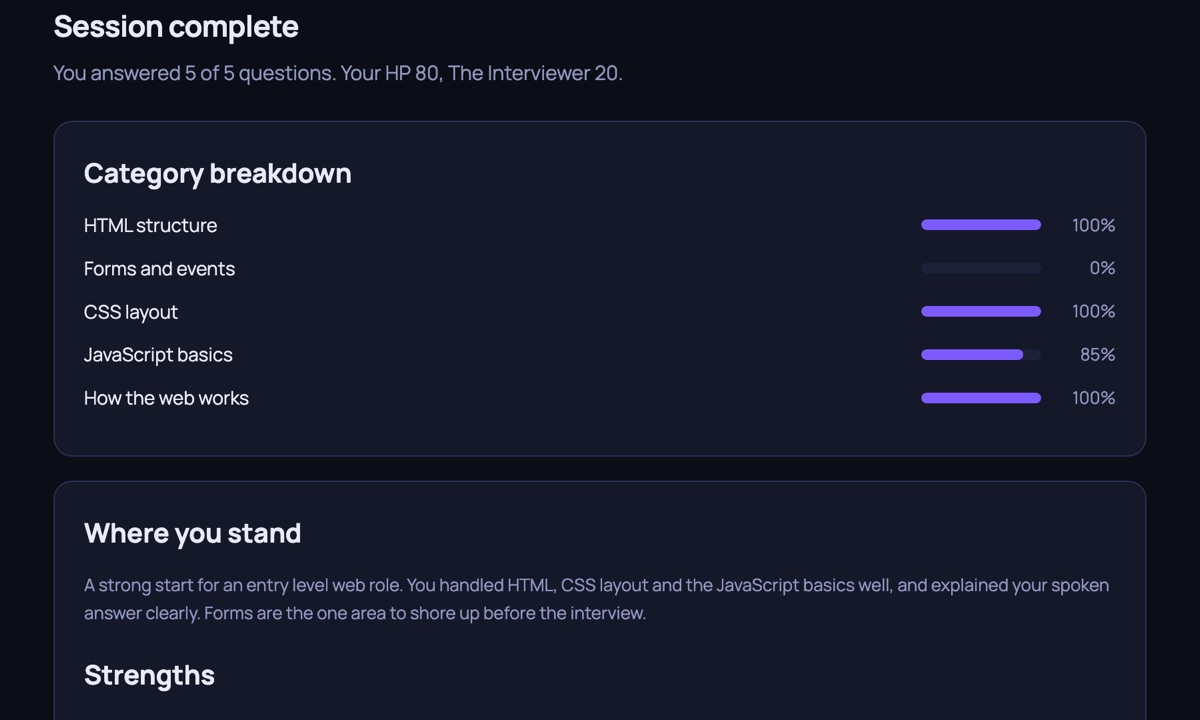 Session complete
You answered 5 of 5 questions. Your HP 80, The Interviewer 20.
Category breakdown
HTML structure 100%
Forms and events 0%
CSS layout 100%
JavaScript basics 85%
How the web works 100%
Where you stand
A strong start for an entry level web role. You handled HTML, CSS layout and the JavaScript basics well, and explained your spoken
answer clearly. Forms are the one area to shore up before the interview.
Strengths